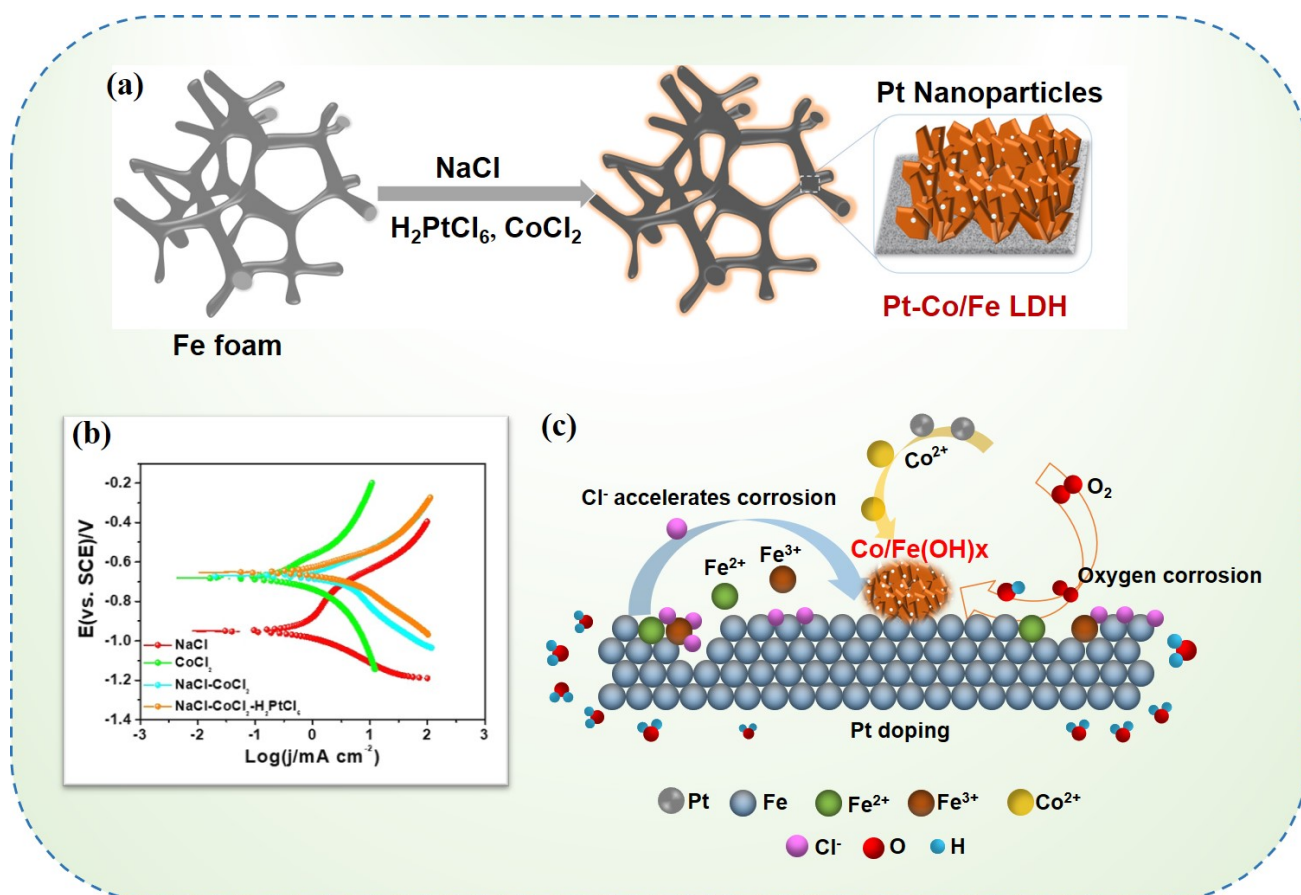 (a)
NaCl
H₂PtCl₆, CoCl₂
Fe foam
Pt Nanoparticles
Pt-Co/Fe LDH
(b)
E(vs. SCE)/V
-0.2
-0.4
-0.6
-0.8
-1.0
-1.2
-1.4
NaCl
CoCl₂
NaCl-CoCl₂
NaCl-CoCl₂-H₂PtCl₆
-3 -2 -1 0 1 2 3
Log(j/mA cm⁻²)
(c)
Co²⁺
O₂
Cl⁻ accelerates corrosion
Fe²⁺
Fe³⁺
Co/Fe(OH)x
Oxygen corrosion
Pt doping
Pt Fe Fe²⁺ Fe³⁺ Co²⁺
Cl⁻ O H